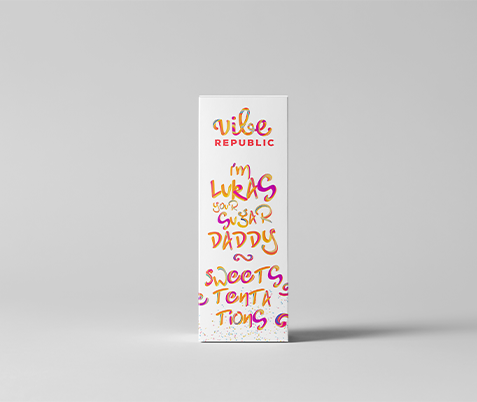 vibe
REPUBLIC
i'm
LUKAS
your
SugaR
DADDY
SWEETS
TenTA
TionS